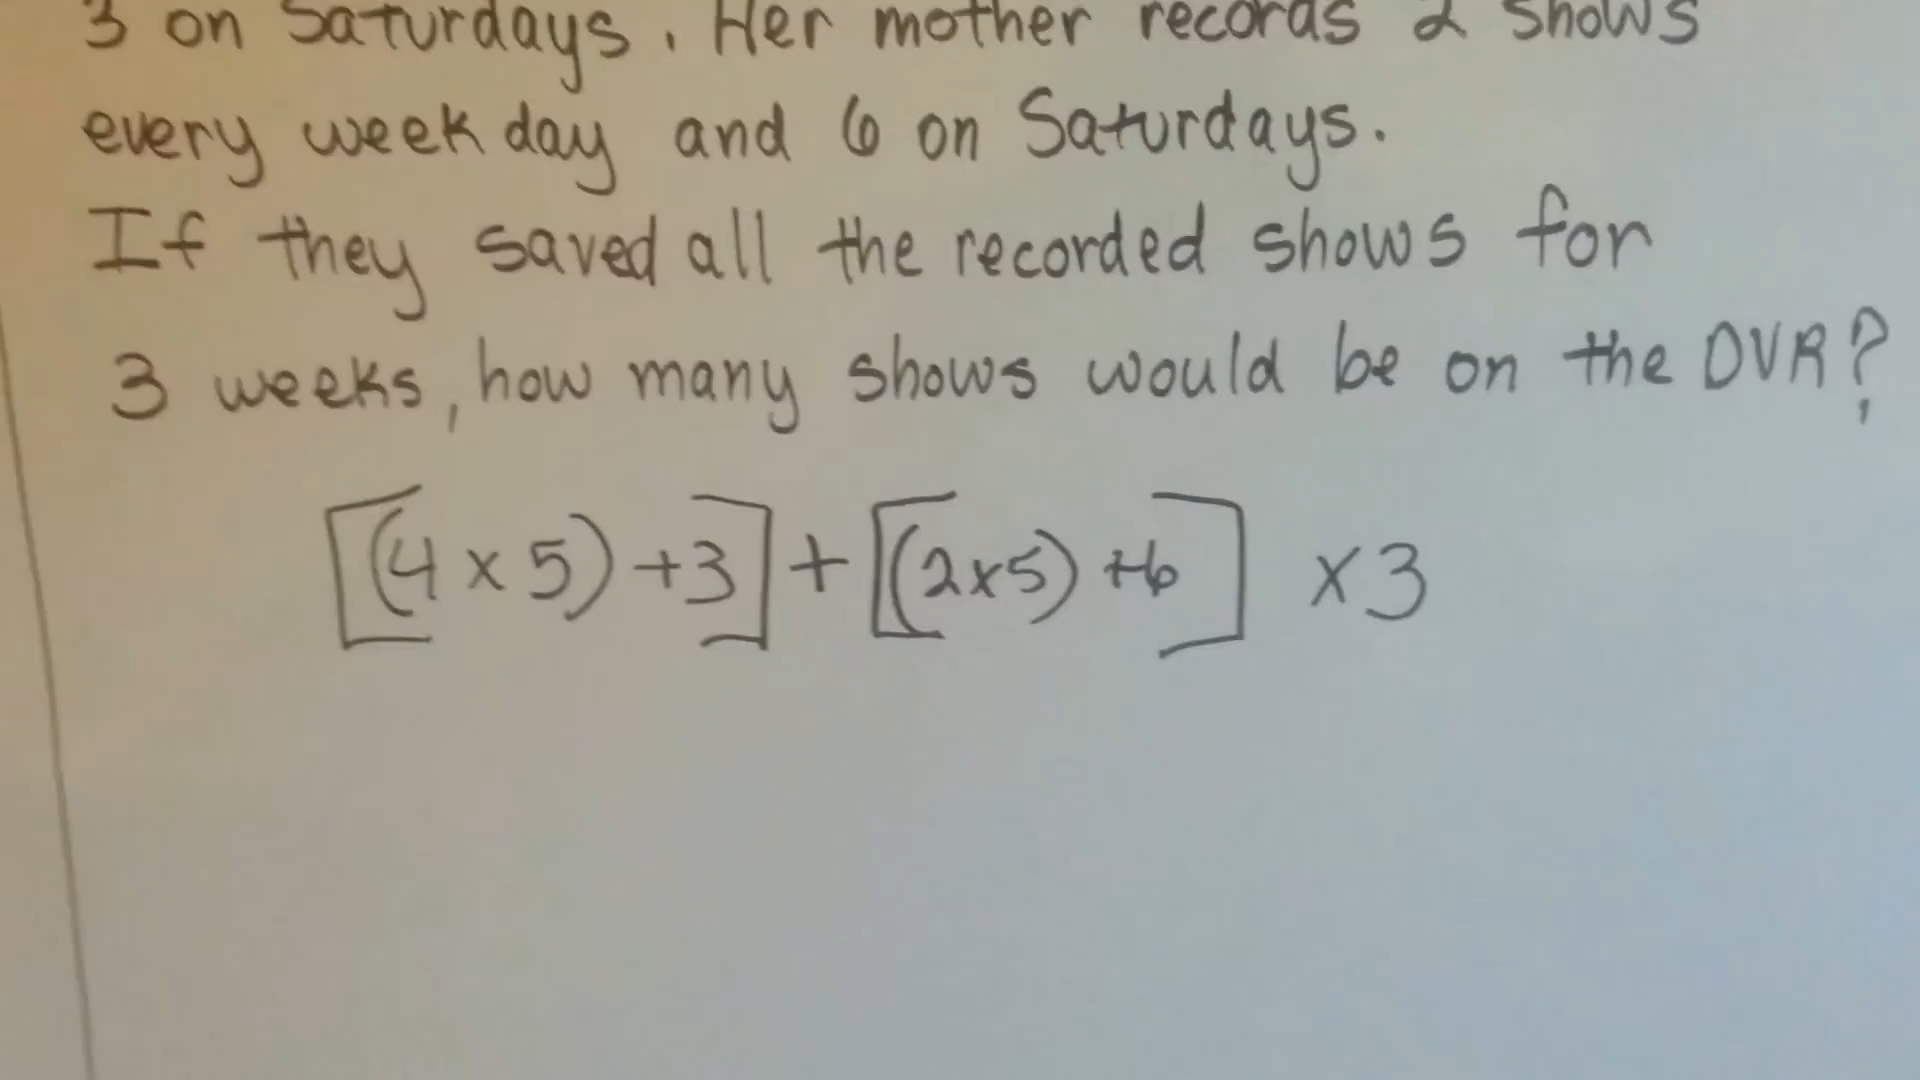 3 on Saturdays. Her mother records 2 shows
every weekday and 6 on Saturdays.
If they saved all the recorded shows for
3 weeks, how many shows would be on the DVR?
[(4 x 5) +3] + [(2x5) +6] x3